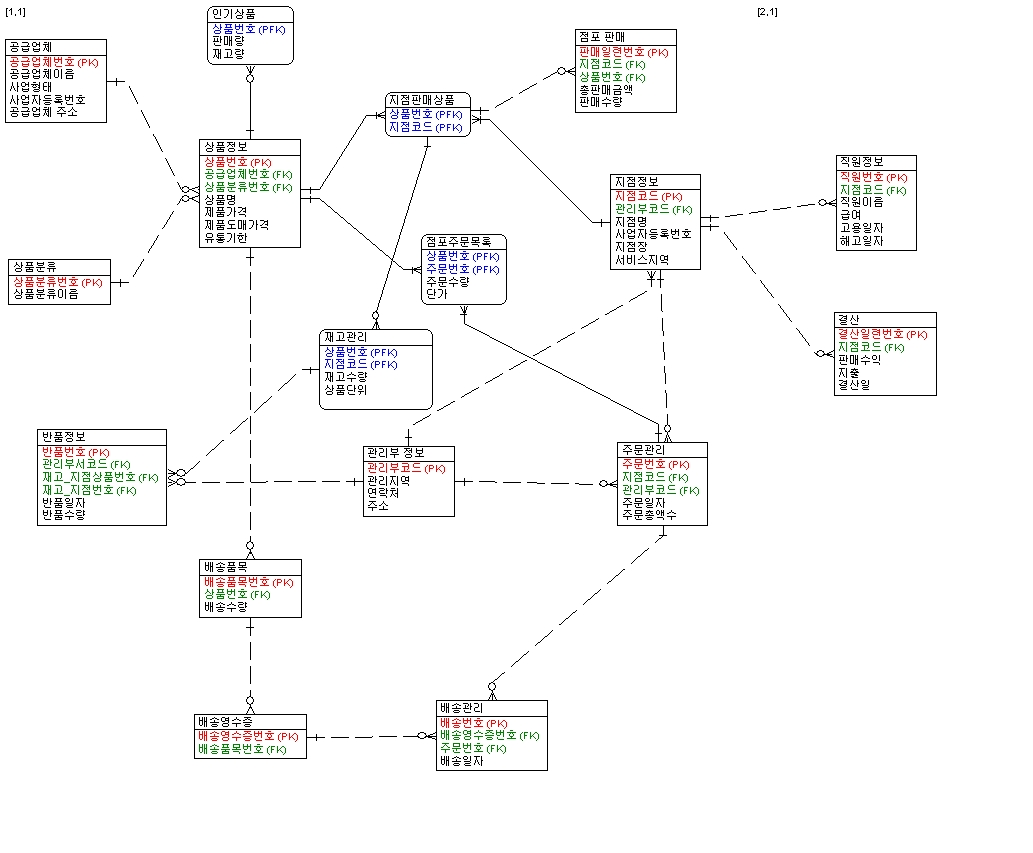 [1,1]
[2,1]
인기상품
상품번호 (PFK)
판매량
재고량
공급업체
공급업체번호 (PK)
공급업체이름
사업형태
사업자등록번호
공급업체 주소
점포 판매
판매일련번호 (PK)
지점코드 (FK)
상품번호 (FK)
총판매금액
판매수량
지점판매상품
상품번호 (PFK)
지점코드 (PFK)
상품정보
상품번호 (PK)
공급업체번호 (FK)
상품분류번호 (FK)
상품명
제품가격
제품도매가격
유통기한
지점정보
지점코드 (PK)
관리부코드 (FK)
지점명
사업자등록번호
지점장
서비스지역
직원정보
직원번호 (PK)
지점코드 (FK)
직원이름
급여
고용일자
해고일자
점포주문목록
상품번호 (PFK)
주문번호 (PFK)
주문수량
단가
상품분류
상품분류번호 (PK)
상품분류이름
결산
결산일련번호 (PK)
지점코드 (FK)
판매수익
지출
결산일
재고관리
상품번호 (PFK)
지점코드 (PFK)
재고수량
상품단위
반품정보
반품번호 (PK)
관리부서코드 (FK)
재고_지점상품번호 (FK)
재고_지점번호 (FK)
반품일자
반품수량
관리부 정보
관리부코드 (PK)
관리지역
연락처
주소
주문관리
주문번호 (PK)
지점코드 (FK)
관리부코드 (FK)
주문일자
주문총액수
배송품목
배송품목번호 (PK)
상품번호 (FK)
배송수량
배송영수증
배송영수증번호 (PK)
배송품목번호 (FK)
배송관리
배송번호 (PK)
배송영수증번호 (FK)
주문번호 (FK)
배송일자